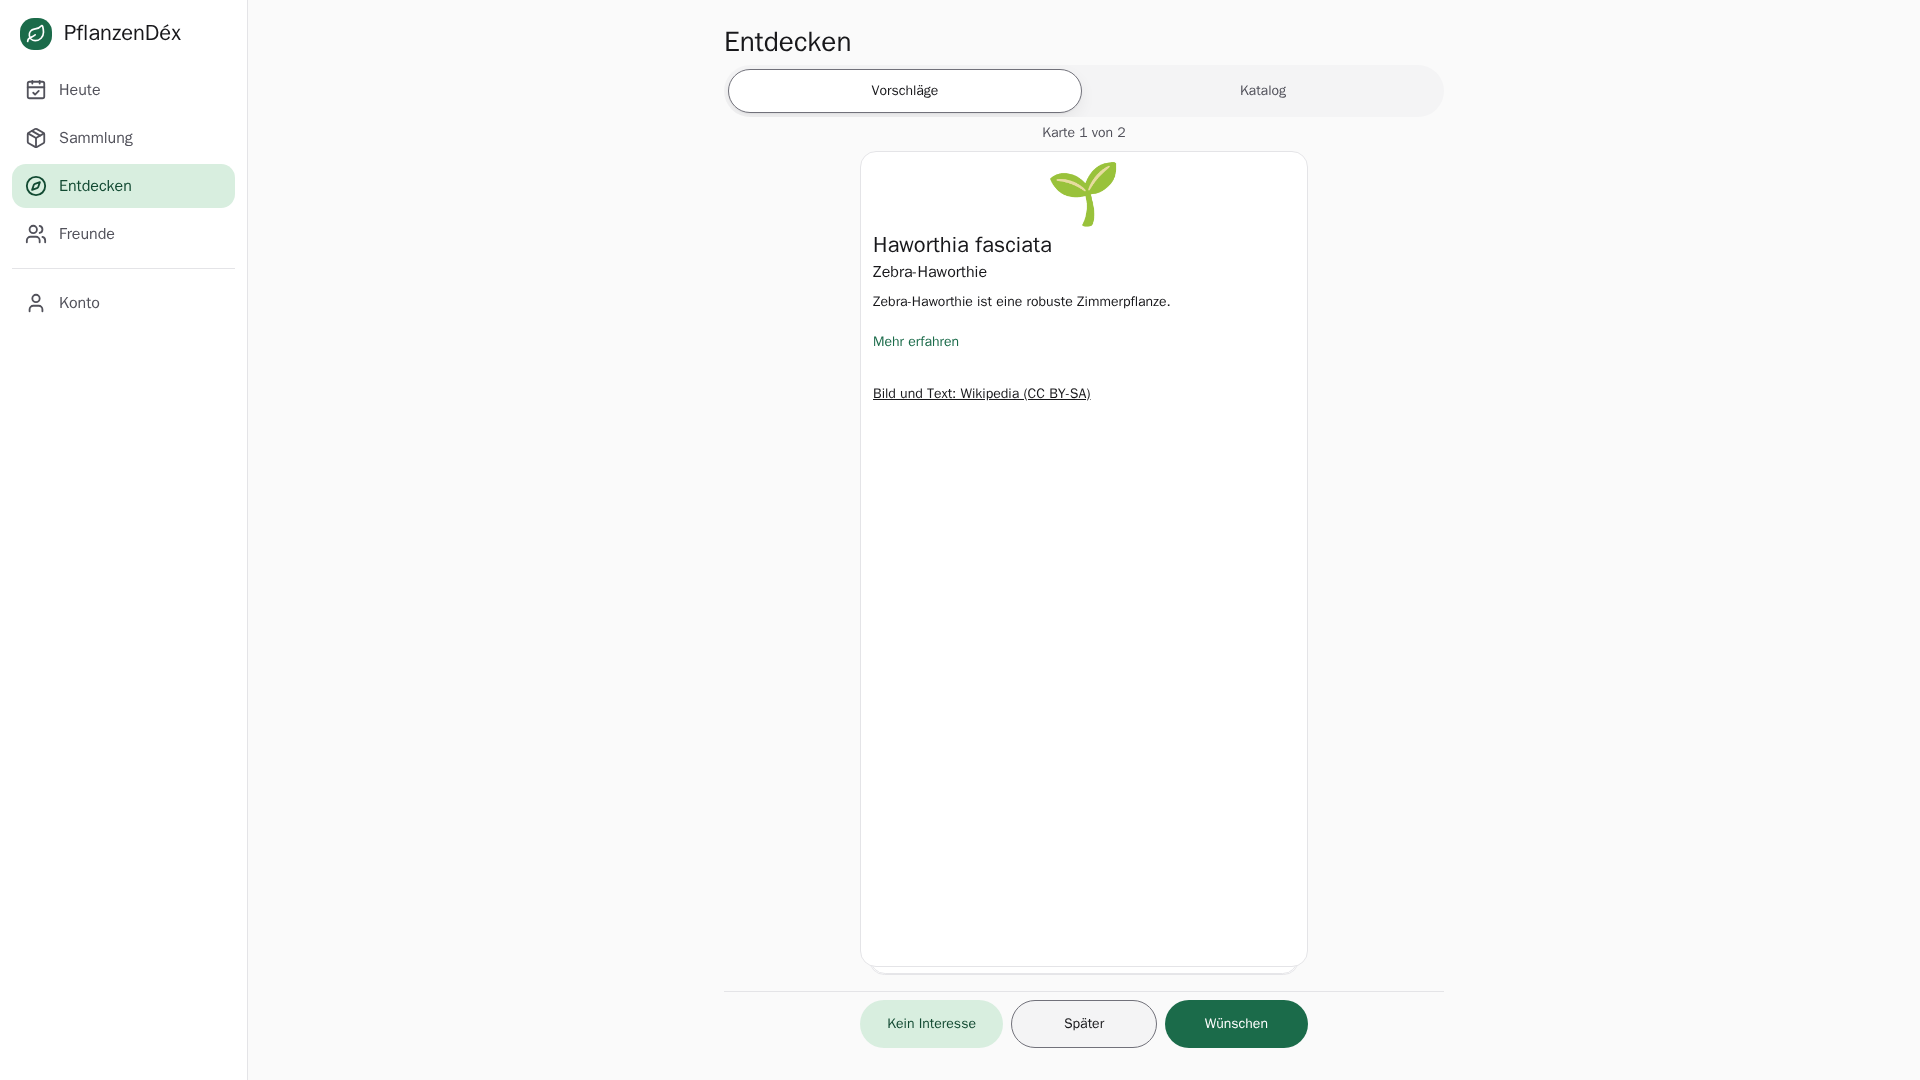 PflanzenDéx
Heute
Sammlung
Entdecken
Freunde
Konto
Entdecken
Vorschläge
Katalog
Karte 1 von 2
Haworthia fasciata
Zebra-Haworthie
Zebra-Haworthie ist eine robuste Zimmerpflanze.
Mehr erfahren
Bild und Text: Wikipedia (CC BY-SA)
Kein Interesse
Später
Wünschen